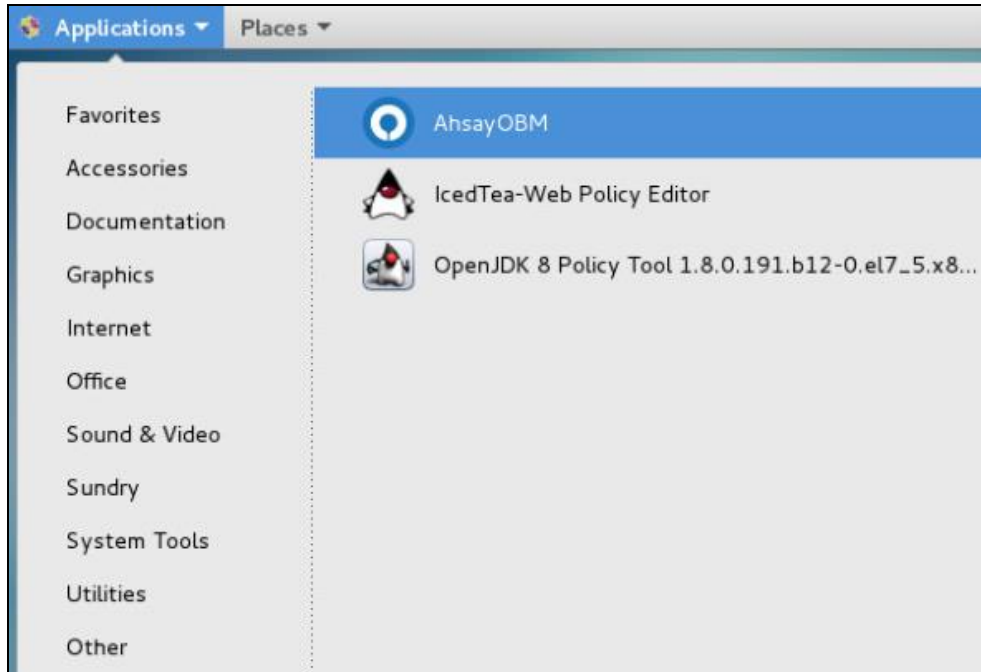 Applications Places
Favorites
Accessories
Documentation
Graphics
Internet
Office
Sound & Video
Sundry
System Tools
Utilities
Other
AhsayOBM
IcedTea-Web Policy Editor
OpenJDK 8 Policy Tool 1.8.0.191.b12-0.el7_5.x8...